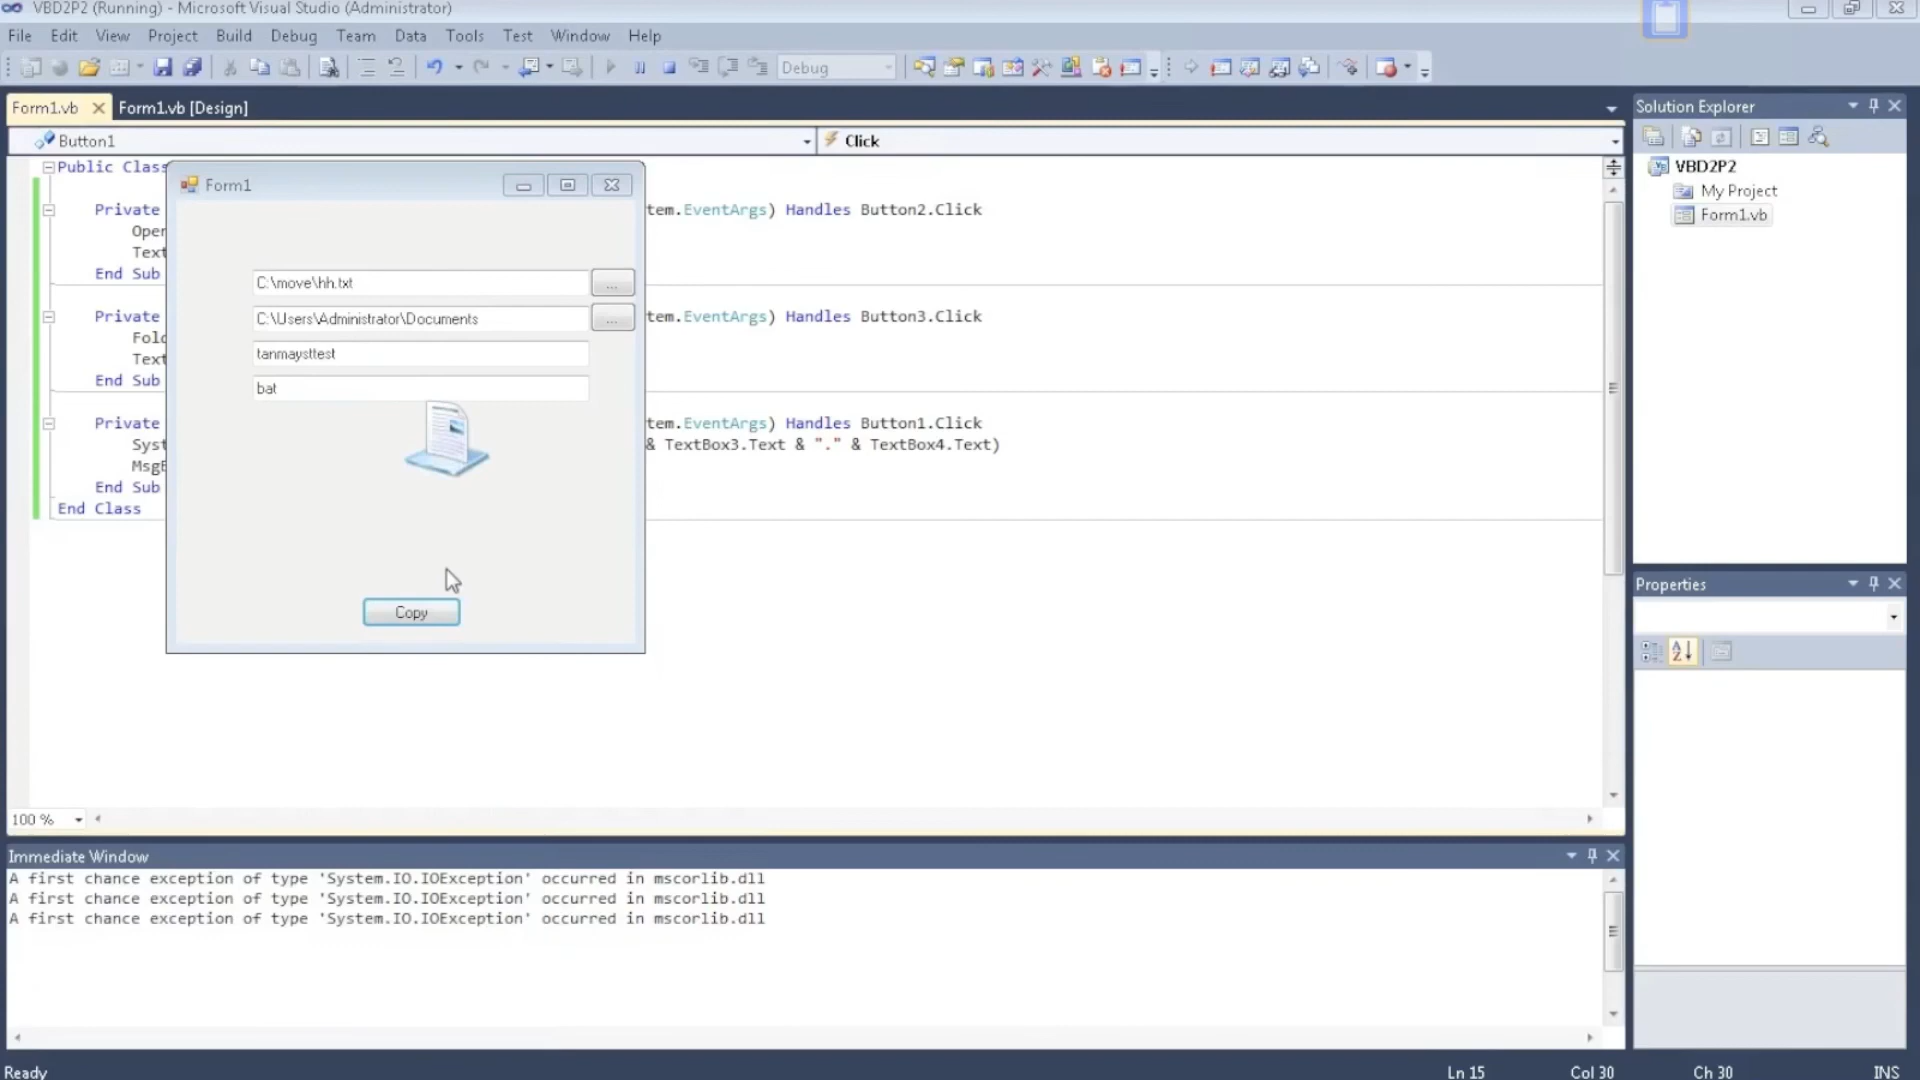 VBD2P2 (Running) - Microsoft Visual Studio (Administrator)
File Edit View Project Build Debug Team Data Tools Test Window Help
Debug
Form1.vb Form1.vb [Design]
Button1 Click
Public Class
Private tem.EventArgs) Handles Button2.Click
Oper
Text
End Sub
Private tem.EventArgs) Handles Button3.Click
Fold
Text
End Sub
Private tem.EventArgs) Handles Button1.Click
Syst & TextBox3.Text & "." & TextBox4.Text)
MsgB
End Sub
End Class
Form1
C:\move\hh.txt ...
C:\Users\Administrator\Documents ...
tanmaysttest
bat
Copy
100 %
Immediate Window
A first chance exception of type 'System.IO.IOException' occurred in mscorlib.dll
A first chance exception of type 'System.IO.IOException' occurred in mscorlib.dll
A first chance exception of type 'System.IO.IOException' occurred in mscorlib.dll
Solution Explorer
VBD2P2
My Project
Form1.vb
Properties
Ready Ln 15 Col 30 Ch 30 INS